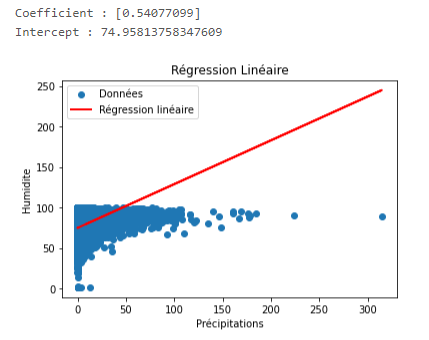 Coefficient : [0.54077099]
Intercept : 74.95813758347609
Régression Linéaire
Données
Régression linéaire
250
200
150
100
50
0
Humidite
0 50 100 150 200 250 300
Précipitations